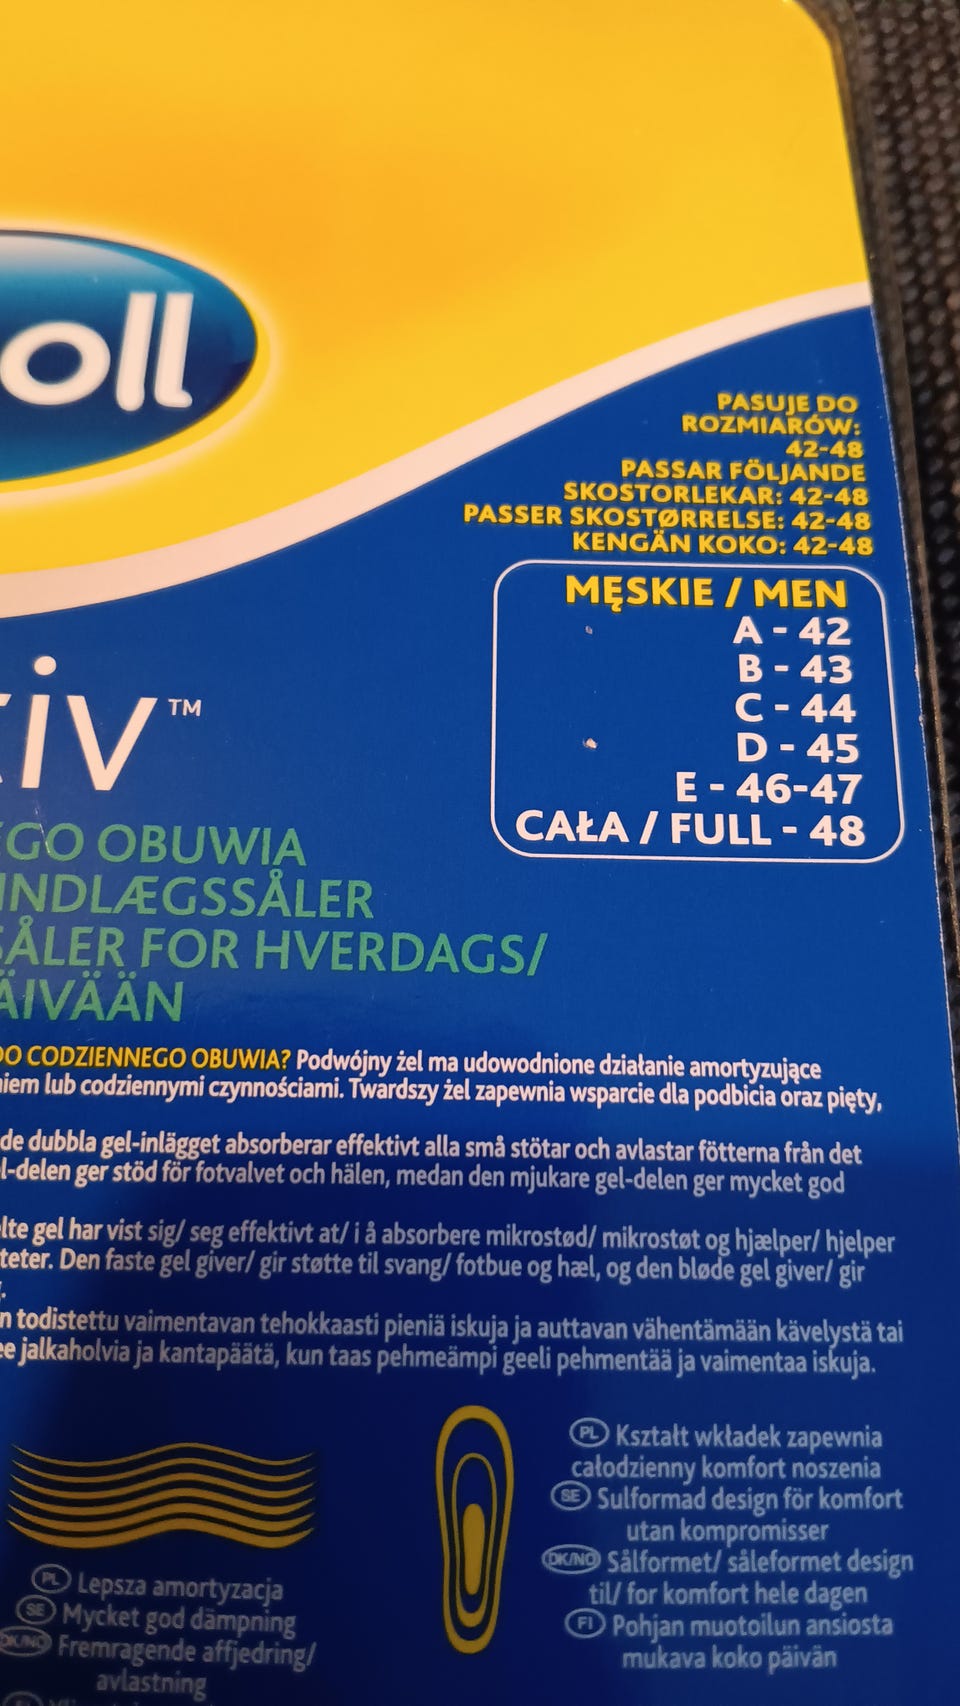 oll
PASUJE DO
ROZMIARÓW:
42-48
PASSAR FÖLJANDE
SKOSTORLEKAR: 42-48
PASSER SKOSTØRRELSE: 42-48
KENGÄN KOKO: 42-48
MĘSKIE / MEN
A - 42
B - 43
C - 44
D - 45
E - 46-47
CAŁA / FULL - 48
iv™
GO OBUWIA
INDLÆGSSÅLER
SÅLER FOR HVERDAGS/
ÄIVÄÄN
DO CODZIENNEGO OBUWIA? Podwójny żel ma udowodnione działanie amortyzujące
niem lub codziennymi czynnościami. Twardszy żel zapewnia wsparcie dla podbicia oraz pięty,
de dubbla gel-inlägget absorberar effektivt alla små stötar och avlastar fötterna från det
l-delen ger stöd för fotvalvet och hälen, medan den mjukare gel-delen ger mycket god
lte gel har vist sig/ seg effektivt at/ i å absorbere mikrostød/ mikrostøt og hjælper/ hjelper
teter. Den faste gel giver/ gir støtte til svang/ fotbue og hæl, og den bløde gel giver/ gir
n todistettu vaimentavan tehokkaasti pieniä iskuja ja auttavan vähentämään kävelystä tai
ee jalkaholvia ja kantapäätä, kun taas pehmeämpi geeli pehmentää ja vaimentaa iskuja.
PL Kształt wkładek zapewnia
całodzienny komfort noszenia
SE Sulformad design för komfort
utan kompromisser
DK/NO Sålformet/ såleformet design
til/ for komfort hele dagen
FI Pohjan muotoilun ansiosta
mukava koko päivän
PL Lepsza amortyzacja
SE Mycket god dämpning
DK/NO Fremragende affjedring/
avlastning